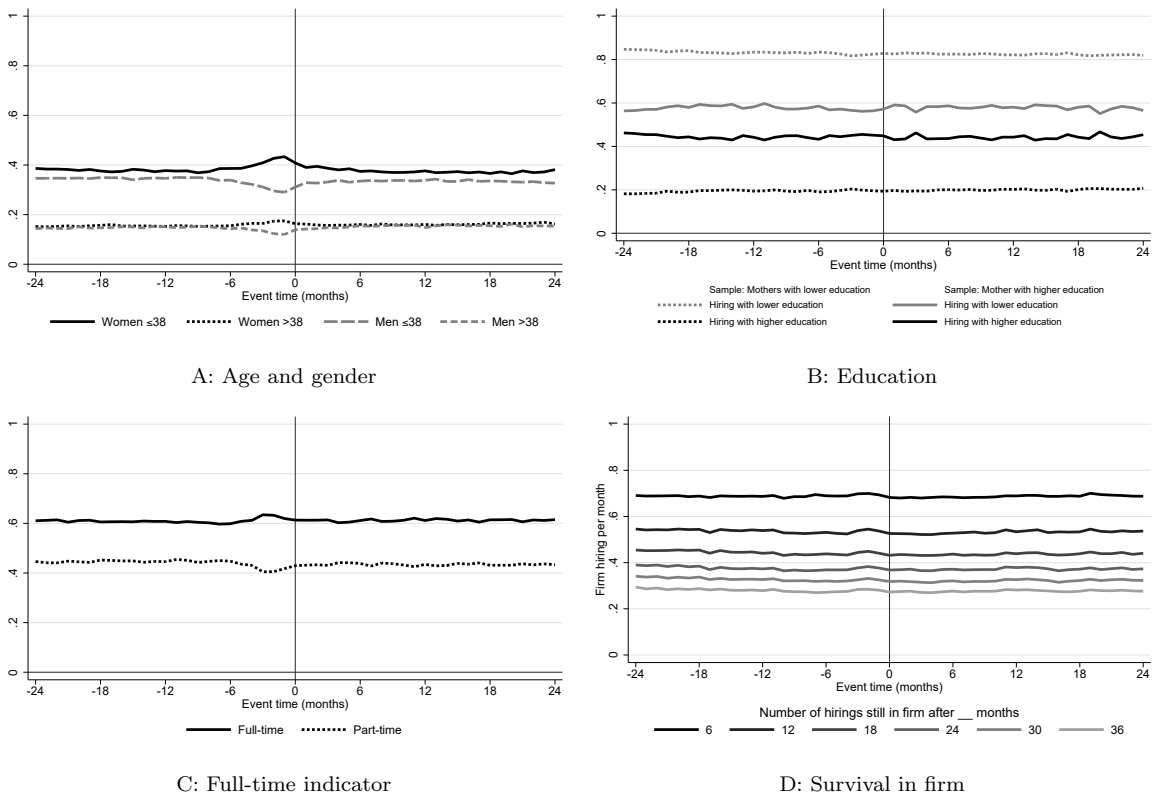 0 .2 .4 .6 .8 1
-24 -18 -12 -6 0 6 12 18 24
Event time (months)
Women ≤38 Women >38 Men ≤38 Men >38
A: Age and gender
0 .2 .4 .6 .8 1
-24 -18 -12 -6 0 6 12 18 24
Event time (months)
Sample: Mothers with lower education Sample: Mother with higher education
Hiring with lower education Hiring with lower education
Hiring with higher education Hiring with higher education
B: Education
0 .2 .4 .6 .8 1
-24 -18 -12 -6 0 6 12 18 24
Event time (months)
Full-time Part-time
C: Full-time indicator
Firm hiring per month
0 .2 .4 .6 .8 1
-24 -18 -12 -6 0 6 12 18 24
Event time (months)
Number of hirings still in firm after __ months
6 12 18 24 30 36
D: Survival in firm